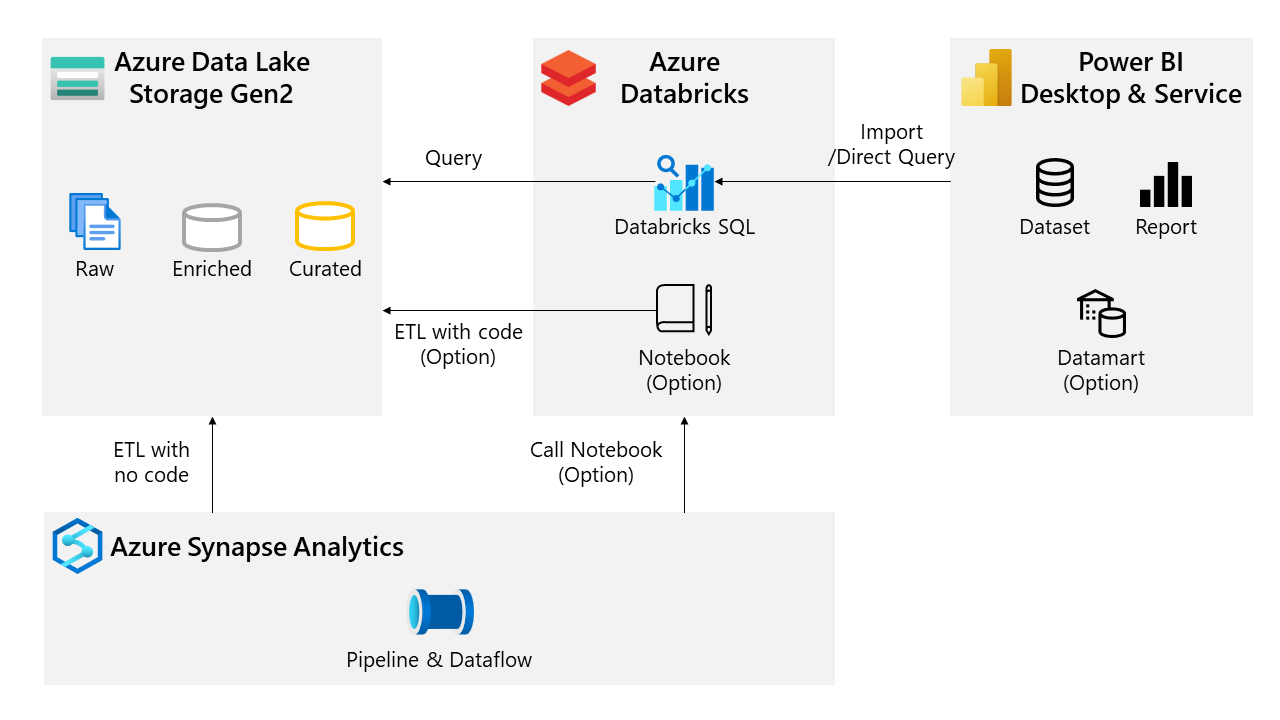 Azure Data Lake
Storage Gen2
Azure
Databricks
Power BI
Desktop & Service
Query
Import
/Direct Query
Raw
Enriched
Curated
Databricks SQL
Dataset
Report
ETL with code
(Option)
Notebook
(Option)
Datamart
(Option)
ETL with
no code
Call Notebook
(Option)
Azure Synapse Analytics
Pipeline & Dataflow